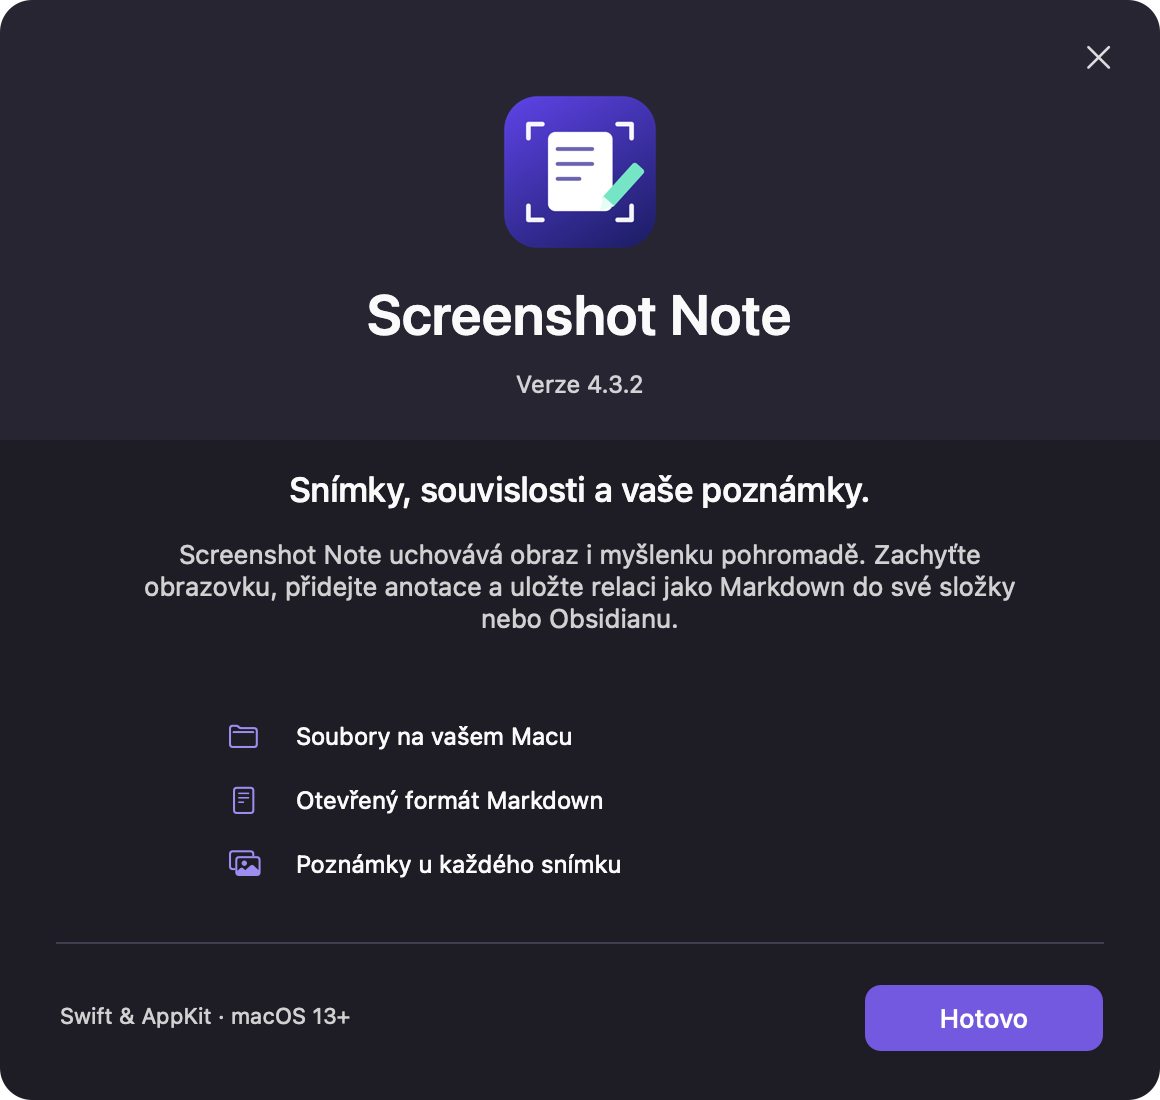 Screenshot Note
Verze 4.3.2
Snímky, souvislosti a vaše poznámky.
Screenshot Note uchovává obraz i myšlenku pohromadě. Zachyťte
obrazovku, přidejte anotace a uložte relaci jako Markdown do své složky
nebo Obsidianu.
Soubory na vašem Macu
Otevřený formát Markdown
Poznámky u každého snímku
Swift & AppKit · macOS 13+
Hotovo